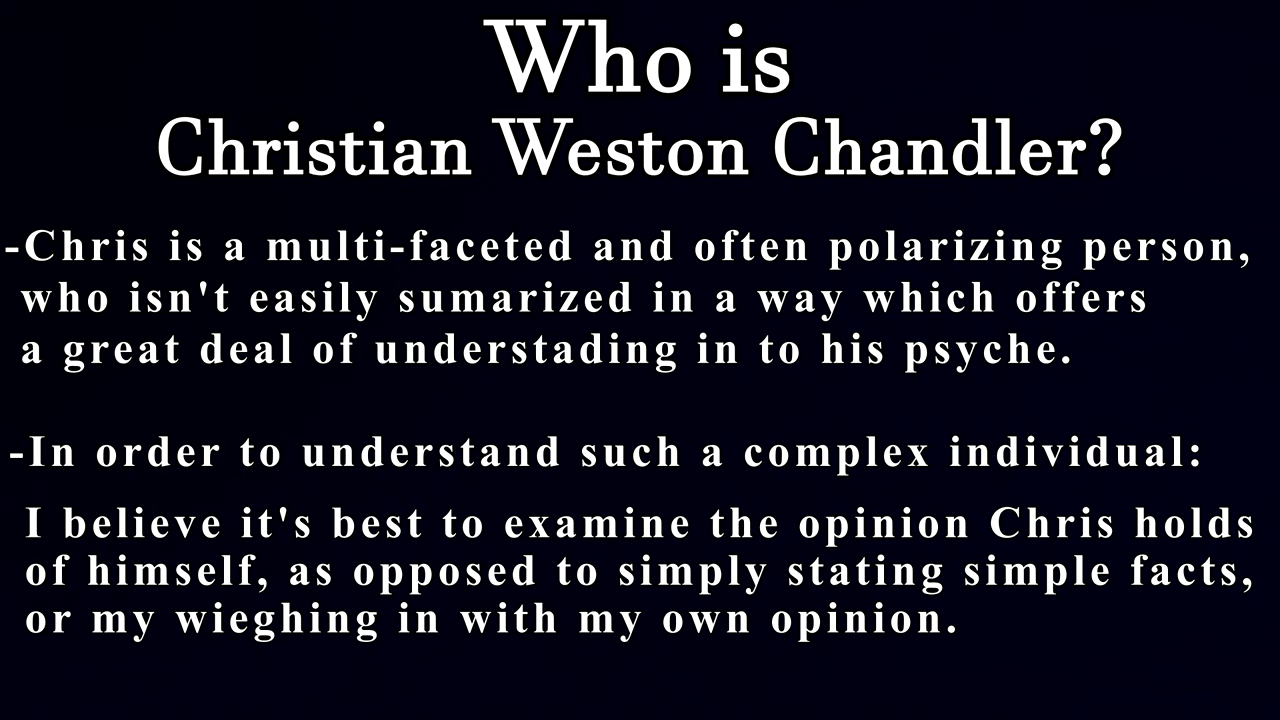 Who is
Christian Weston Chandler?
-Chris is a multi-faceted and often polarizing person,
who isn't easily sumarized in a way which offers
a great deal of understading in to his psyche.
-In order to understand such a complex individual:
I believe it's best to examine the opinion Chris holds
of himself, as opposed to simply stating simple facts,
or my wieghing in with my own opinion.